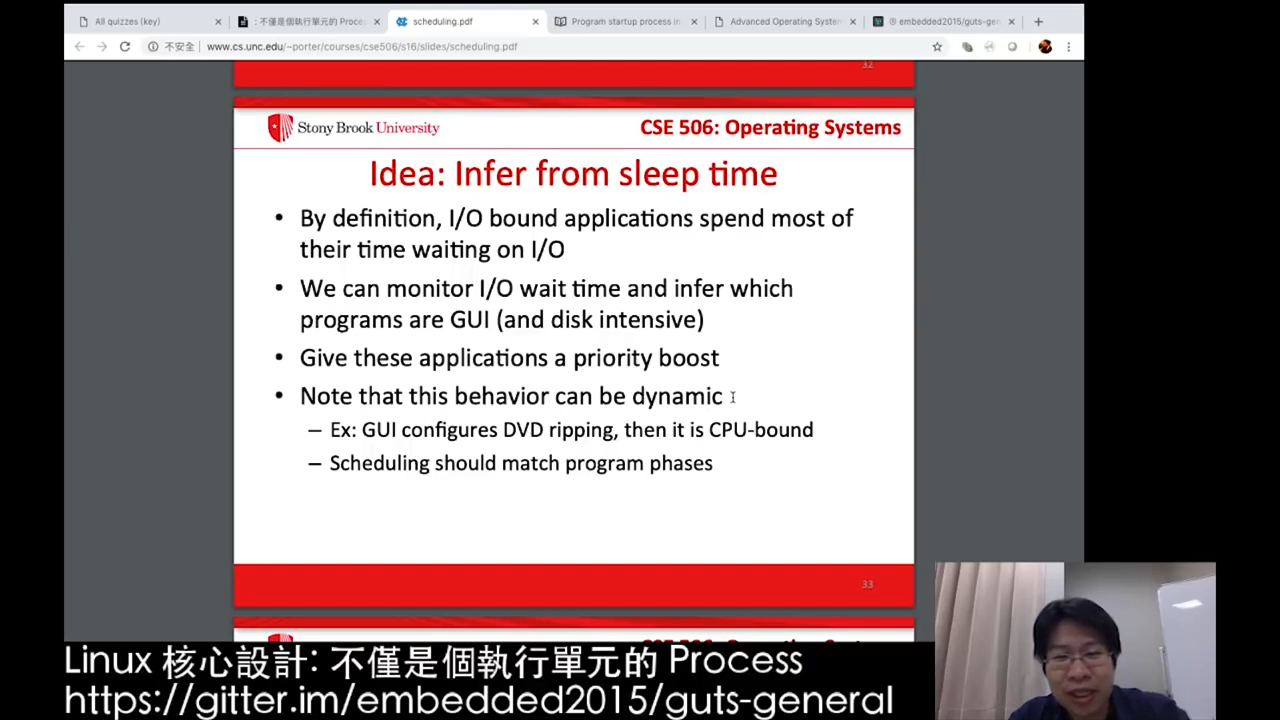 All quizzes (key)
: 不僅是個執行單元的 Proces
scheduling.pdf
Program startup process in
Advanced Operating System
embedded2015/guts-gener
不安全
www.cs.unc.edu/~porter/courses/cse506/s16/slides/scheduling.pdf
32
Stony Brook University
CSE 506: Operating Systems
Idea: Infer from sleep time
• By definition, I/O bound applications spend most of
their time waiting on I/O
• We can monitor I/O wait time and infer which
programs are GUI (and disk intensive)
• Give these applications a priority boost
• Note that this behavior can be dynamic
– Ex: GUI configures DVD ripping, then it is CPU-bound
– Scheduling should match program phases
33
Linux 核心設計: 不僅是個執行單元的 Process
https://gitter.im/embedded2015/guts-general